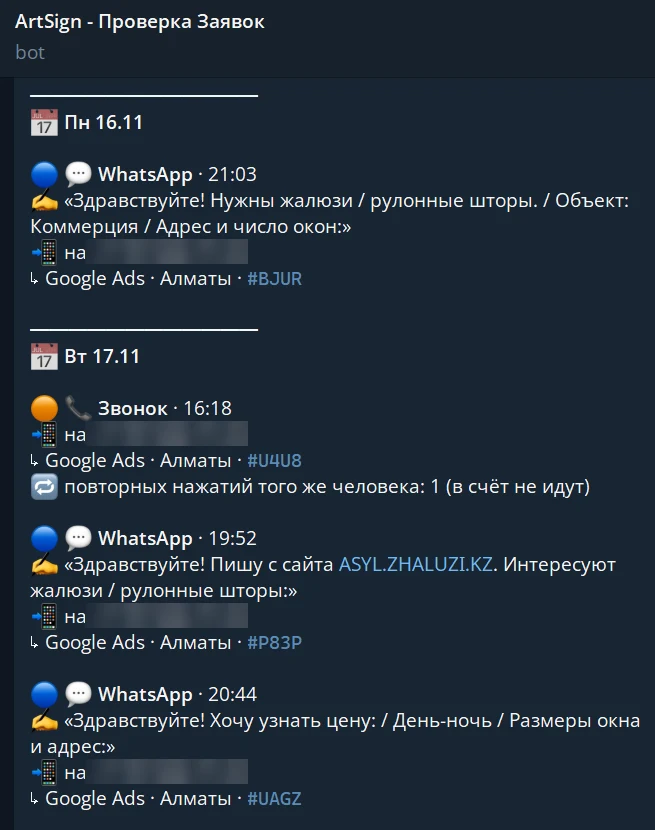 ArtSign - Проверка Заявок
bot
Пн 16.11
WhatsApp · 21:03
«Здравствуйте! Нужны жалюзи / рулонные шторы. / Объект:
Коммерция / Адрес и число окон:»
на
↳ Google Ads · Алматы · #BJUR
Вт 17.11
Звонок · 16:18
на
↳ Google Ads · Алматы · #U4U8
повторных нажатий того же человека: 1 (в счёт не идут)
WhatsApp · 19:52
«Здравствуйте! Пишу с сайта ASYL.ZHALUZI.KZ. Интересуют
жалюзи / рулонные шторы:»
на
↳ Google Ads · Алматы · #P83P
WhatsApp · 20:44
«Здравствуйте! Хочу узнать цену: / День-ночь / Размеры окна
и адрес:»
на
↳ Google Ads · Алматы · #UAGZ